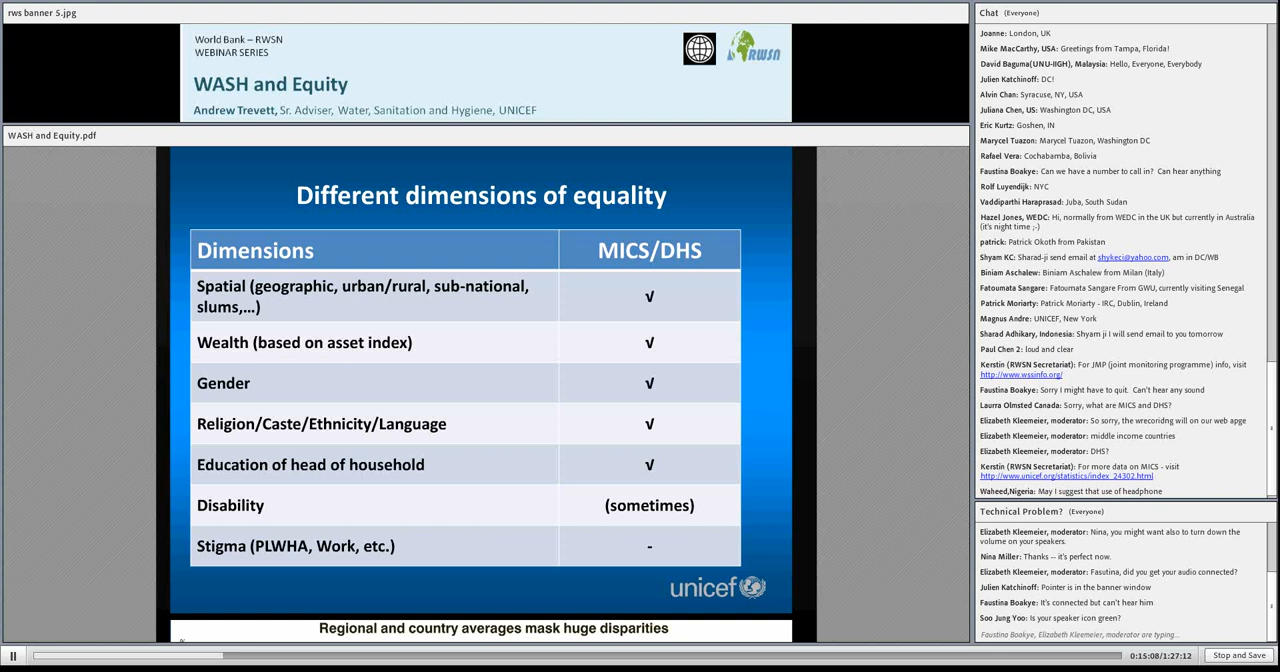 rws banner 5.jpg
World Bank – RWSN
WEBINAR SERIES
RWSN
WASH and Equity
Andrew Trevett, Sr. Adviser, Water, Sanitation and Hygiene, UNICEF
WASH and Equity.pdf
Different dimensions of equality
Dimensions MICS/DHS
Spatial (geographic, urban/rural, sub-national,
slums,...) √
Wealth (based on asset index) √
Gender √
Religion/Caste/Ethnicity/Language √
Education of head of household √
Disability (sometimes)
Stigma (PLWHA, Work, etc.) -
unicef
Regional and country averages mask huge disparities
%
Chat (Everyone)
Joanne: London, UK
Mike MacCarthy, USA: Greetings from Tampa, Florida!
David Baguma(UNU-IIGH), Malaysia: Hello, Everyone, Everybody
Julien Katchinoff: DC!
Alvin Chan: Syracuse, NY, USA
Juliana Chen, US: Washington DC, USA
Eric Kurtz: Goshen, IN
Marycel Tuazon: Marycel Tuazon, Washington DC
Rafael Vera: Cochabamba, Bolivia
Faustina Boakye: Can we have a number to call in? Can hear anything
Rolf Luyendijk: NYC
Vaddiparthi Haraprasad: Juba, South Sudan
Hazel Jones, WEDC: Hi, normally from WEDC in the UK but currently in Australia
(it's night time ;-)
patrick: Patrick Okoth from Pakistan
Shyam KC: Sharad-ji send email at shykeci@yahoo.com, am in DC/WB
Biniam Aschalew: Biniam Aschalew from Milan (Italy)
Fatoumata Sangare: Fatoumata Sangare From GWU, currently visiting Senegal
Patrick Moriarty: Patrick Moriarty - IRC, Dublin, Ireland
Magnus Andre: UNICEF, New York
Sharad Adhikary, Indonesia: Shyam ji I will send email to you tomorrow
Paul Chen 2: loud and clear
Kerstin (RWSN Secretariat): For JMP (joint monitoring programme) info, visit
http://www.wssinfo.org/
Faustina Boakye: Sorry I might have to quit. Can't hear any sound
Laurra Olmsted Canada: Sorry, what are MICS and DHS?
Elizabeth Kleemeier, moderator: So sorry, the wrecoridng will on our web apge
Elizabeth Kleemeier, moderator: middle income countries
Elizabeth Kleemeier, moderator: DHS?
Kerstin (RWSN Secretariat): For more data on MICS - visit
http://www.unicef.org/statistics/index_24302.html
Waheed,Nigeria: May I suggest that use of headphone
Technical Problem? (Everyone)
Elizabeth Kleemeier, moderator: Nina, you might want also to turn down the
volume on your speakers.
Nina Miller: Thanks -- it's perfect now.
Elizabeth Kleemeier, moderator: Fasutina, did you get your audio connected?
Julien Katchinoff: Pointer is in the banner window
Faustina Boakye: It's connected but can't hear him
Soo Jung Yoo: Is your speaker icon green?
Faustina Boakye, Elizabeth Kleemeier, moderator are typing...
0:15:08/1:27:12 Stop and Save